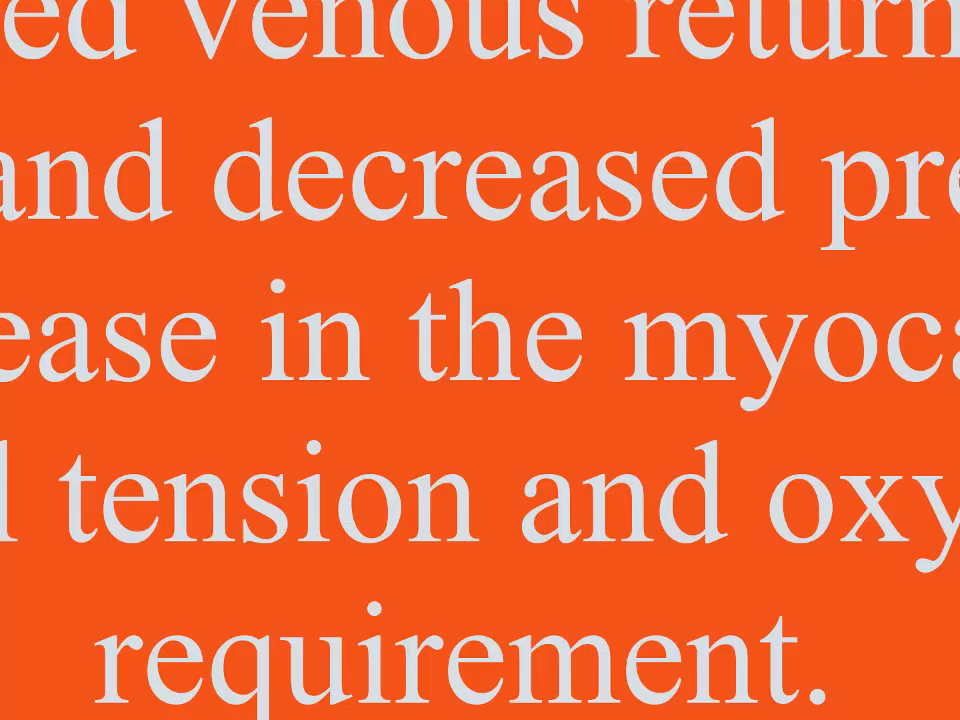 ed venous return
and decreased pre
ease in the myoca
l tension and oxy
requirement.